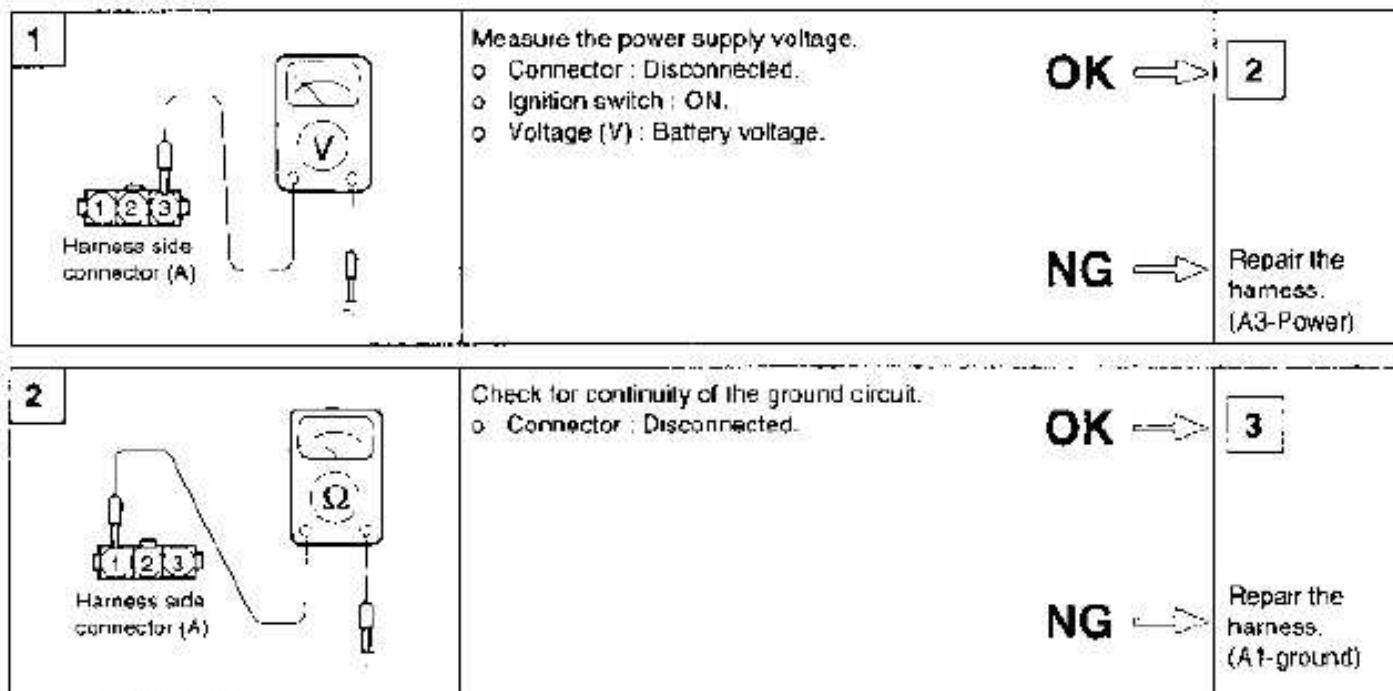 1
Measure the power supply voltage.
o Connector : Disconnected.
o Ignition switch : ON.
o Voltage (V) : Battery voltage.
OK
2
V
1 2 3
Harness side
connector (A)
NG
Repair the
harness.
(A3-Power)
2
Check for continuity of the ground circuit.
o Connector : Disconnected.
OK
3
Ω
1 2 3
Harness side
connector (A)
NG
Repair the
harness.
(A1-ground)